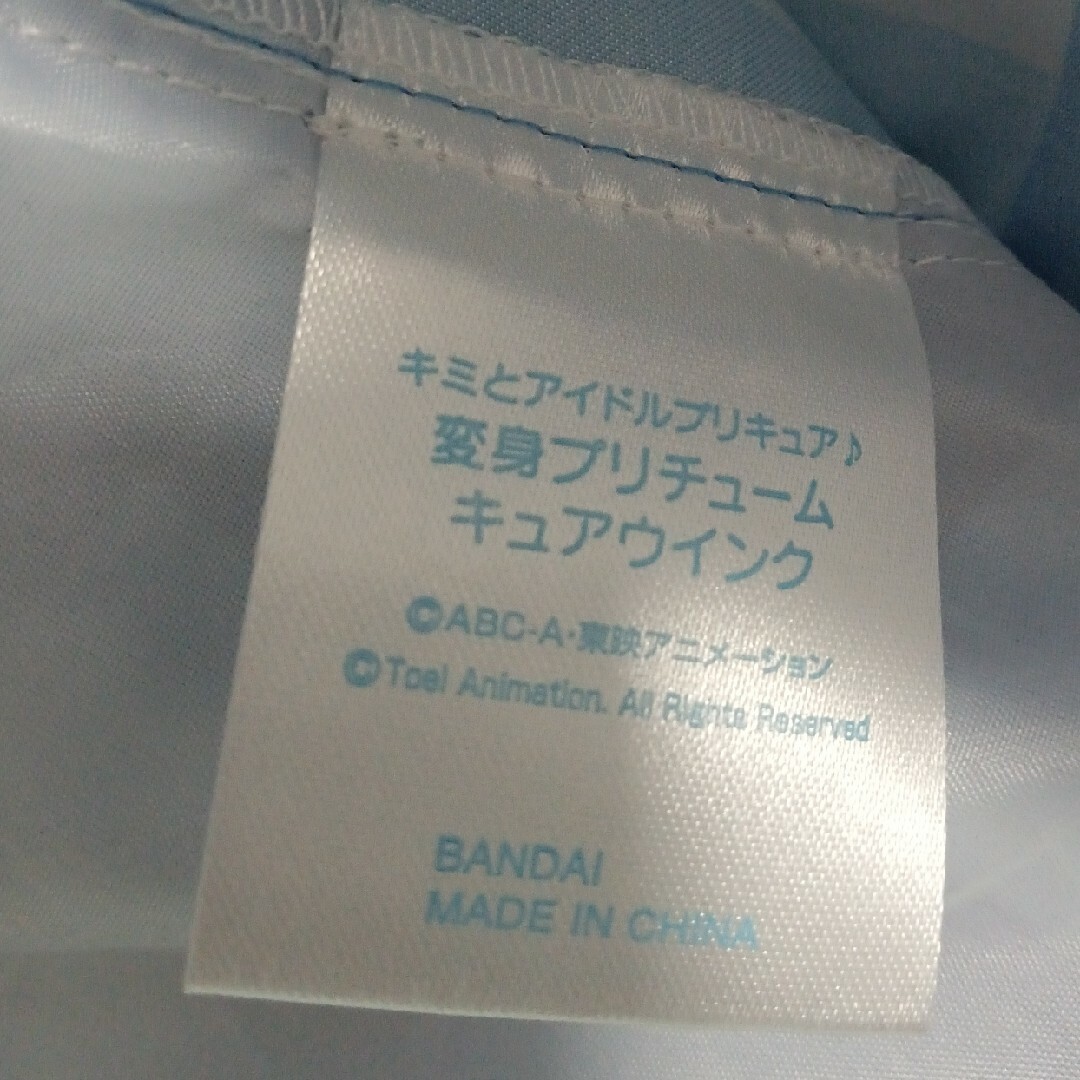 キミとアイドルプリキュア♪
変身プリチューム
キュアウインク
©ABC-A・東映アニメーション
©Toei Animation. All Rights Reserved
BANDAI
MADE IN CHINA